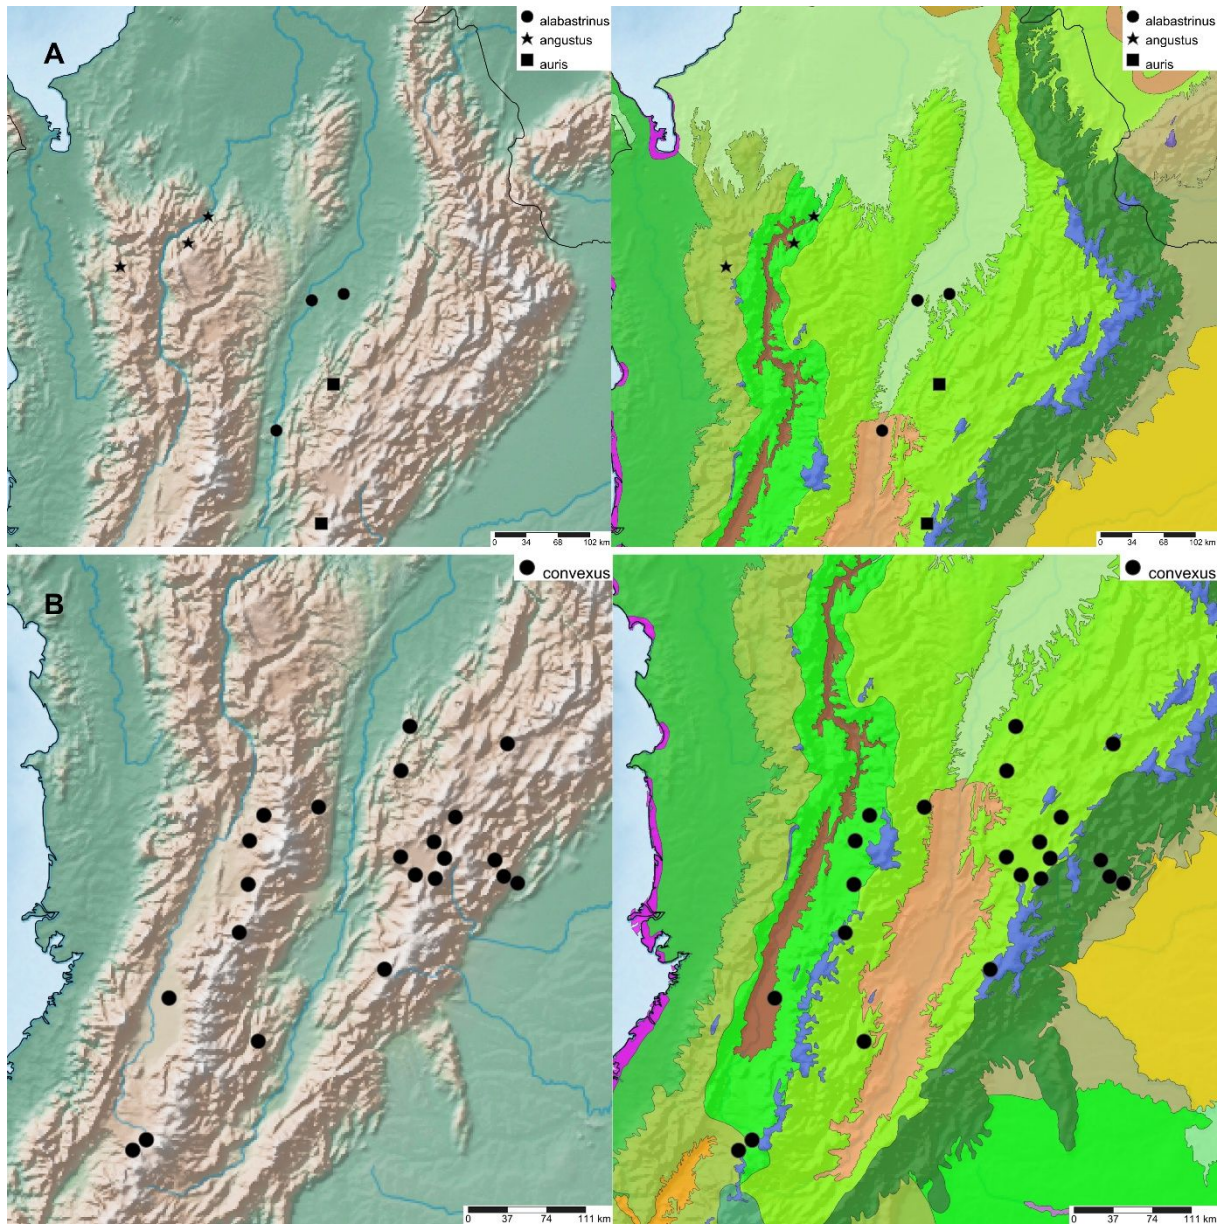 A
alabastrinus
angustus
auris
0 34 68 102 km
alabastrinus
angustus
auris
0 34 68 102 km
B
convexus
0 37 74 111 km
convexus
0 37 74 111 km